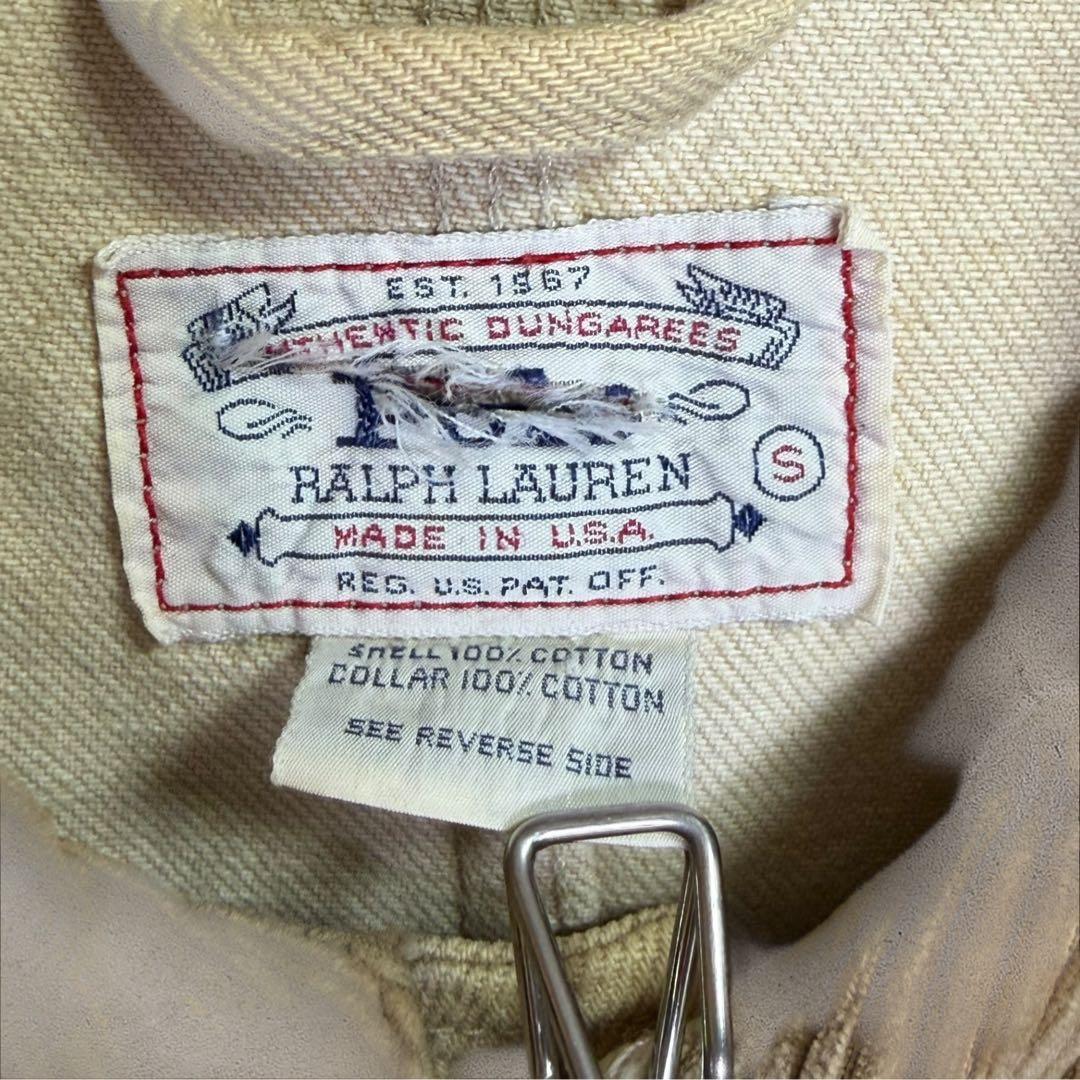 EST. 1967
AUTHENTIC DUNGAREES
RALPH LAUREN
S
MADE IN U.S.A.
REG. U.S. PAT. OFF.
SHELL 100% COTTON
COLLAR 100% COTTON
SEE REVERSE SIDE